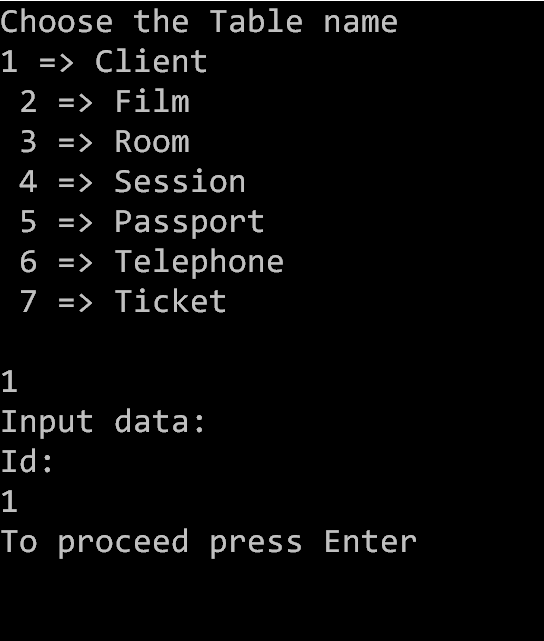 Choose the Table name
1 => Client
 2 => Film
 3 => Room
 4 => Session
 5 => Passport
 6 => Telephone
 7 => Ticket

1
Input data:
Id:
1
To proceed press Enter